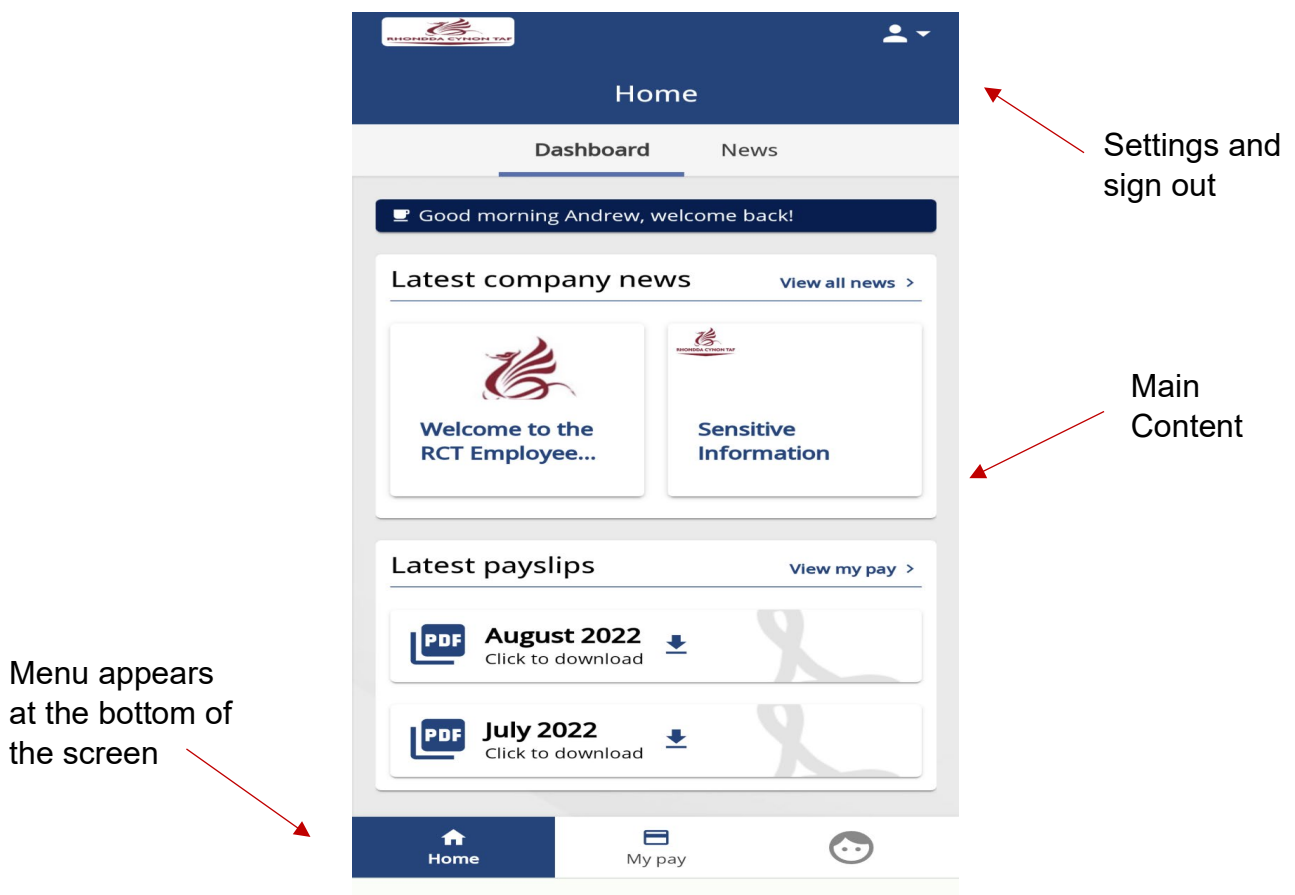 RHONDDA CYNON TAF
Home
Settings and
sign out
Dashboard News
Good morning Andrew, welcome back!
Latest company news View all news >
RHONDDA CYNON TAF
Welcome to the
RCT Employee...
Sensitive
Information
Main
Content
Latest payslips View my pay >
PDF August 2022
Click to download
PDF July 2022
Click to download
Menu appears
at the bottom of
the screen
Home My pay